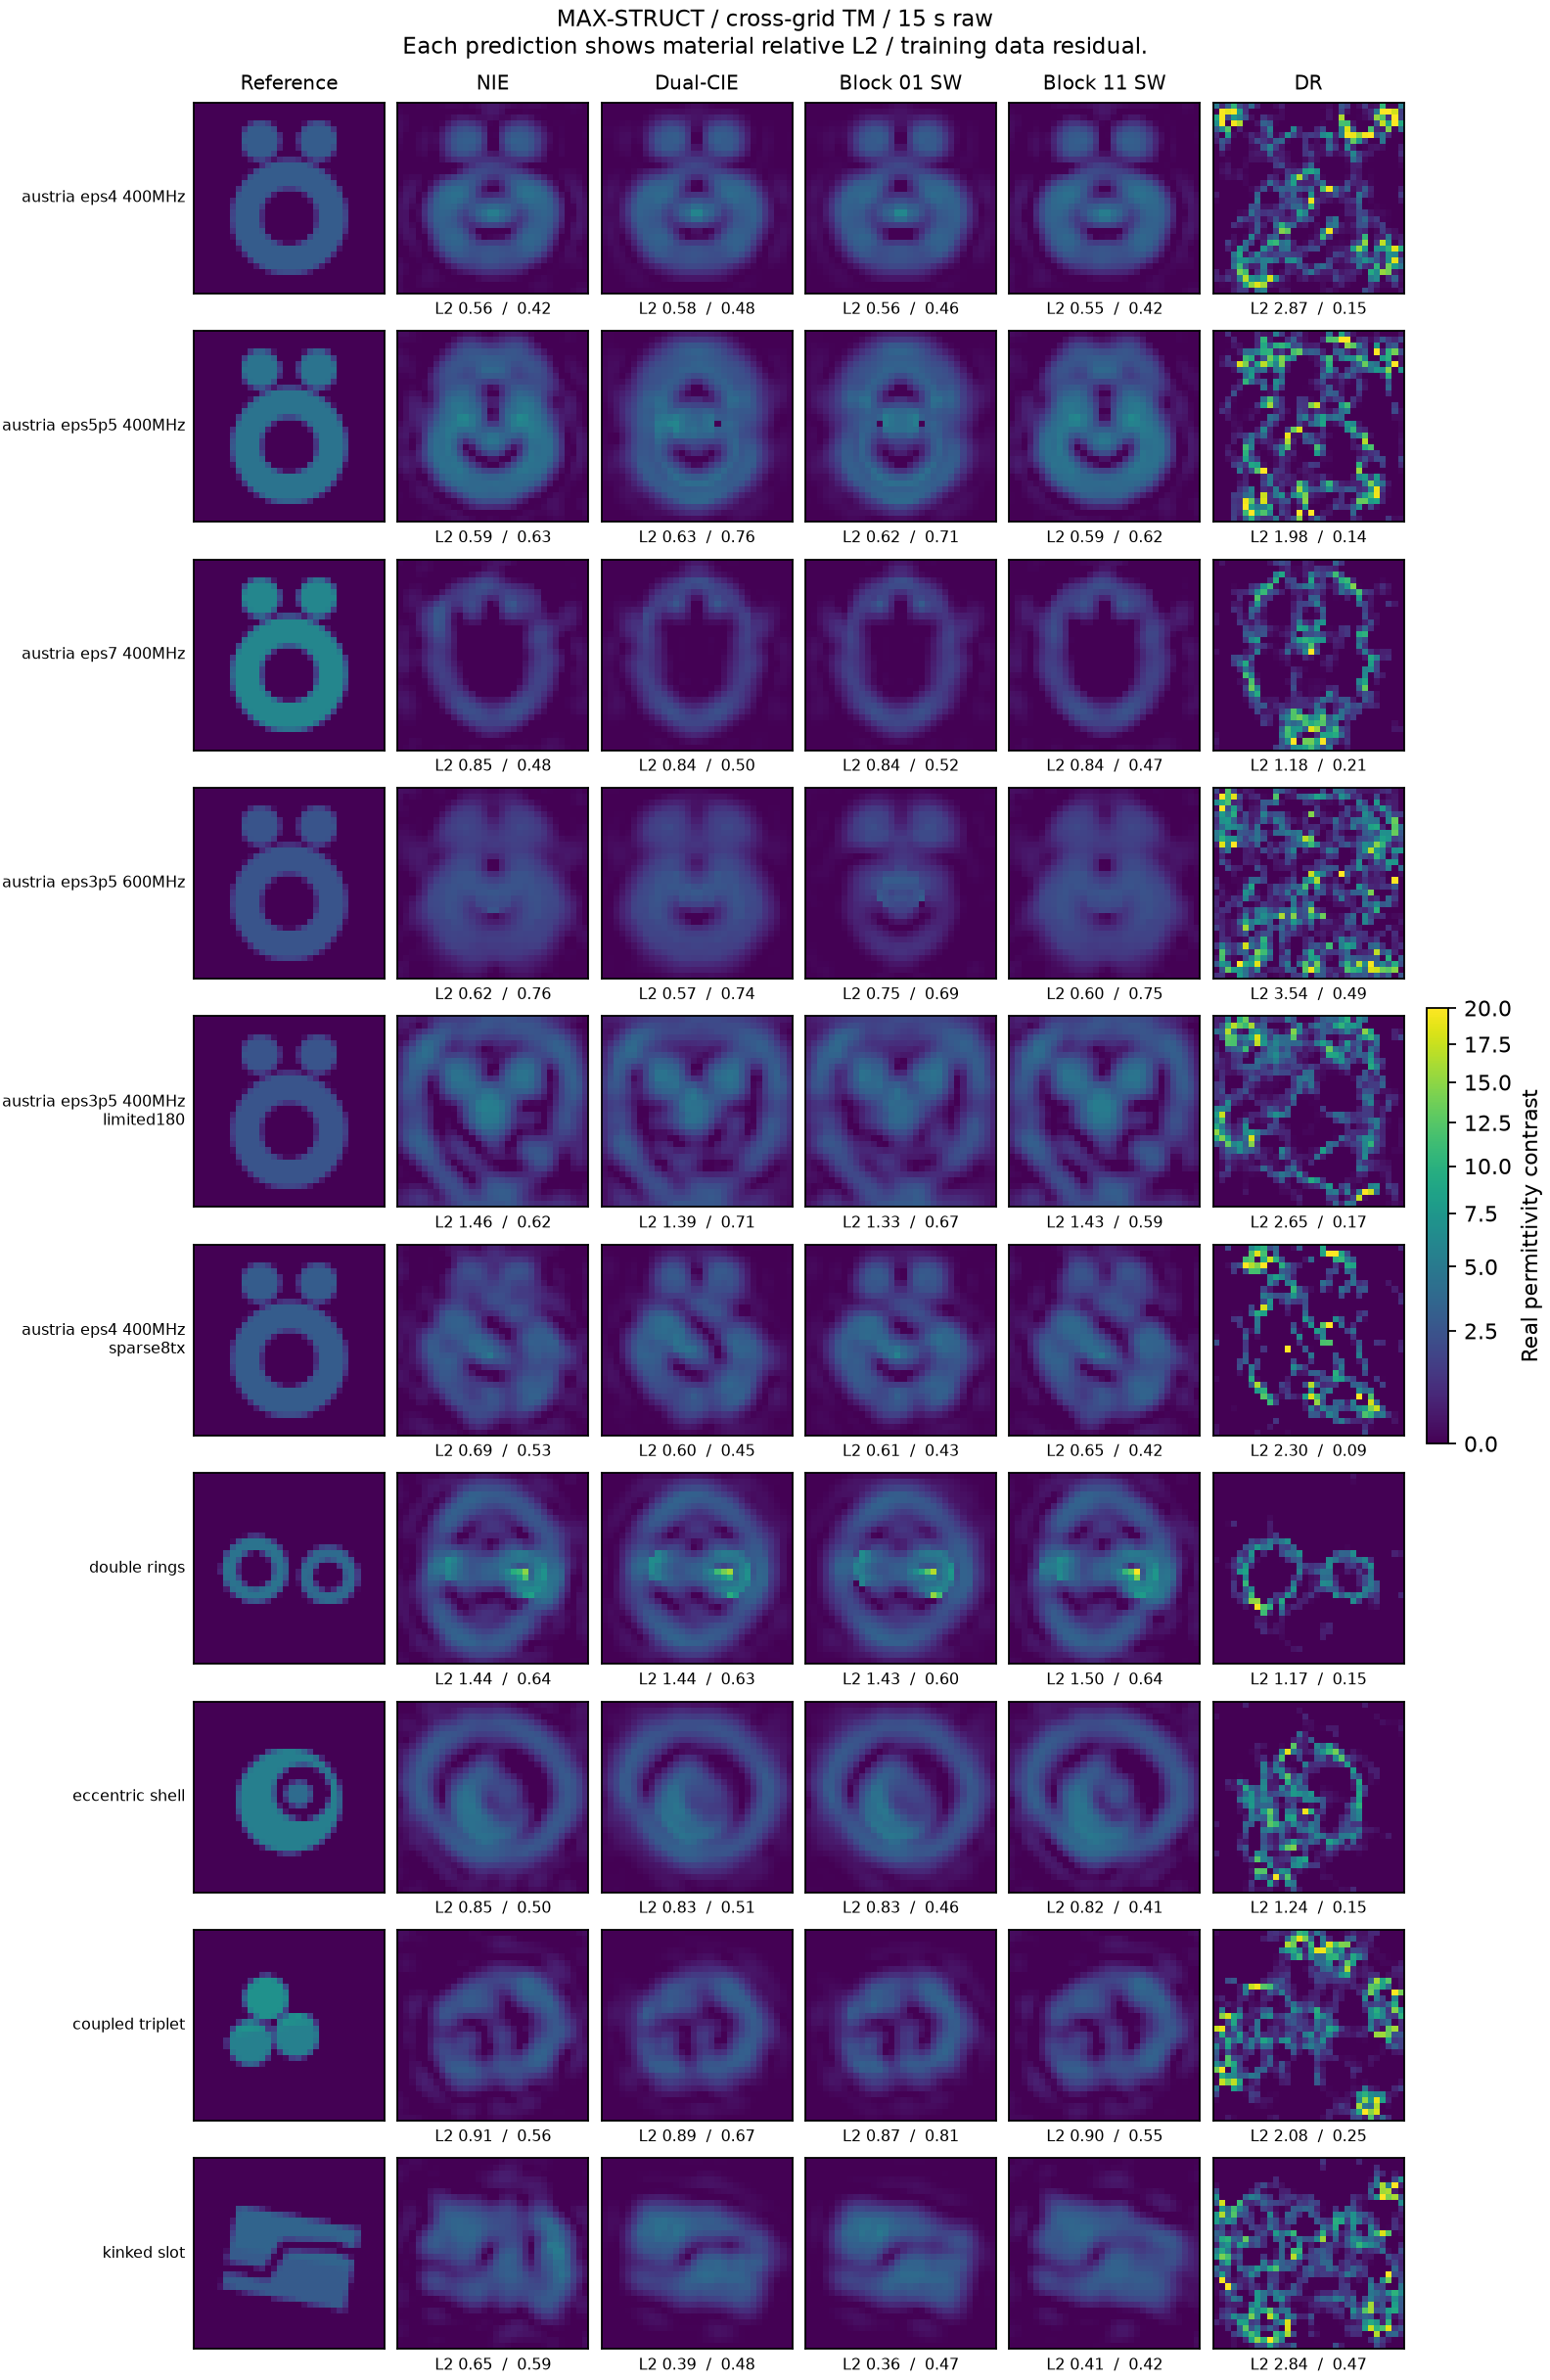 MAX-STRUCT / cross-grid TM / 15 s raw
Each prediction shows material relative L2 / training data residual.
Reference NIE Dual-CIE Block 01 SW Block 11 SW DR
austria eps4 400MHz
L2 0.56 / 0.42 L2 0.58 / 0.48 L2 0.56 / 0.46 L2 0.55 / 0.42 L2 2.87 / 0.15
austria eps5p5 400MHz
L2 0.59 / 0.63 L2 0.63 / 0.76 L2 0.62 / 0.71 L2 0.59 / 0.62 L2 1.98 / 0.14
austria eps7 400MHz
L2 0.85 / 0.48 L2 0.84 / 0.50 L2 0.84 / 0.52 L2 0.84 / 0.47 L2 1.18 / 0.21
austria eps3p5 600MHz
L2 0.62 / 0.76 L2 0.57 / 0.74 L2 0.75 / 0.69 L2 0.60 / 0.75 L2 3.54 / 0.49
austria eps3p5 400MHz
limited180
L2 1.46 / 0.62 L2 1.39 / 0.71 L2 1.33 / 0.67 L2 1.43 / 0.59 L2 2.65 / 0.17
austria eps4 400MHz
sparse8tx
L2 0.69 / 0.53 L2 0.60 / 0.45 L2 0.61 / 0.43 L2 0.65 / 0.42 L2 2.30 / 0.09
double rings
L2 1.44 / 0.64 L2 1.44 / 0.63 L2 1.43 / 0.60 L2 1.50 / 0.64 L2 1.17 / 0.15
eccentric shell
L2 0.85 / 0.50 L2 0.83 / 0.51 L2 0.83 / 0.46 L2 0.82 / 0.41 L2 1.24 / 0.15
coupled triplet
L2 0.91 / 0.56 L2 0.89 / 0.67 L2 0.87 / 0.81 L2 0.90 / 0.55 L2 2.08 / 0.25
kinked slot
L2 0.65 / 0.59 L2 0.39 / 0.48 L2 0.36 / 0.47 L2 0.41 / 0.42 L2 2.84 / 0.47
20.0
17.5
15.0
12.5
10.0
7.5
5.0
2.5
0.0
Real permittivity contrast